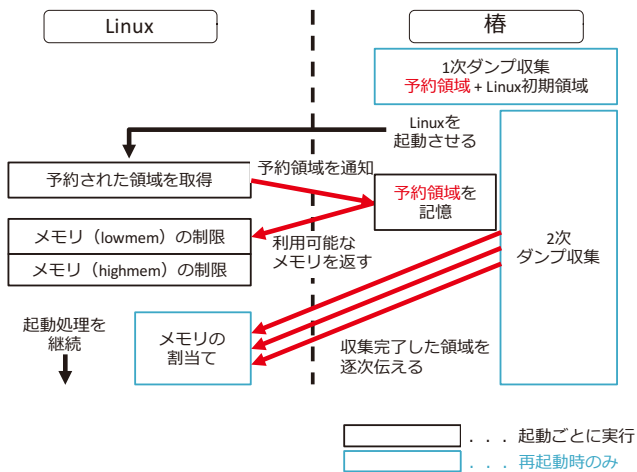 Linux
椿
1次ダンプ収集
予約領域 + Linux初期領域
Linuxを
起動させる
予約された領域を取得
予約領域を通知
予約領域を
記憶
メモリ（lowmem）の制限
メモリ（highmem）の制限
利用可能な
メモリを返す
2次
ダンプ収集
起動処理を
継続
メモリの
割当て
収集完了した領域を
逐次伝える
．．．起動ごとに実行
．．．再起動時のみ